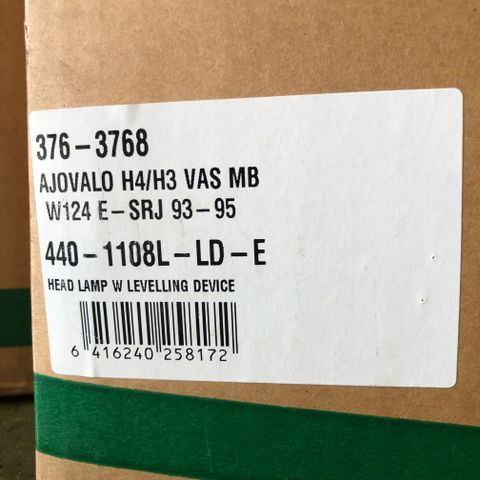 376-3768
AJOVALO H4/H3 VAS MB
W124 E-SRJ 93-95
440-1108L-LD-E
HEAD LAMP W LEVELLING DEVICE
6 416240 258172